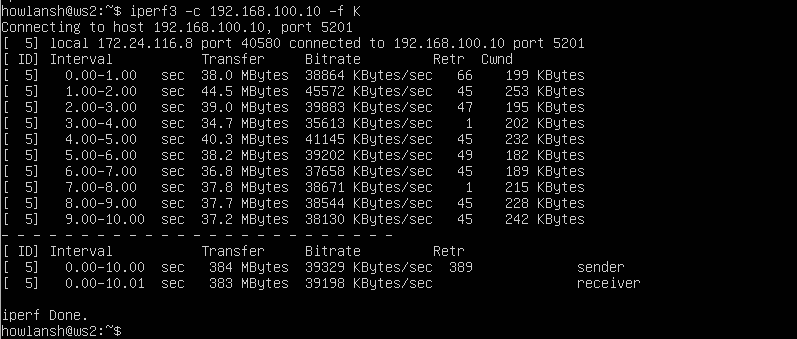 howlansh@ws2:~$ iperf3 -c 192.168.100.10 -f K
Connecting to host 192.168.100.10, port 5201
[  5] local 172.24.116.8 port 40580 connected to 192.168.100.10 port 5201
[ ID] Interval           Transfer     Bitrate         Retr  Cwnd
[  5]   0.00-1.00   sec  38.0 MBytes  38864 KBytes/sec   66    199 KBytes
[  5]   1.00-2.00   sec  44.5 MBytes  45572 KBytes/sec   45    253 KBytes
[  5]   2.00-3.00   sec  39.0 MBytes  39883 KBytes/sec   47    195 KBytes
[  5]   3.00-4.00   sec  34.7 MBytes  35613 KBytes/sec    1    202 KBytes
[  5]   4.00-5.00   sec  40.3 MBytes  41145 KBytes/sec   45    232 KBytes
[  5]   5.00-6.00   sec  38.2 MBytes  39202 KBytes/sec   49    182 KBytes
[  5]   6.00-7.00   sec  36.8 MBytes  37658 KBytes/sec   45    189 KBytes
[  5]   7.00-8.00   sec  37.8 MBytes  38671 KBytes/sec    1    215 KBytes
[  5]   8.00-9.00   sec  37.7 MBytes  38544 KBytes/sec   45    228 KBytes
[  5]   9.00-10.00  sec  37.2 MBytes  38130 KBytes/sec   45    242 KBytes
- - - - - - - - - - - - - - - - - - - - - - - - -
[ ID] Interval           Transfer     Bitrate         Retr
[  5]   0.00-10.00  sec   384 MBytes  39329 KBytes/sec  389             sender
[  5]   0.00-10.01  sec   383 MBytes  39198 KBytes/sec                  receiver
iperf Done.
howlansh@ws2:~$